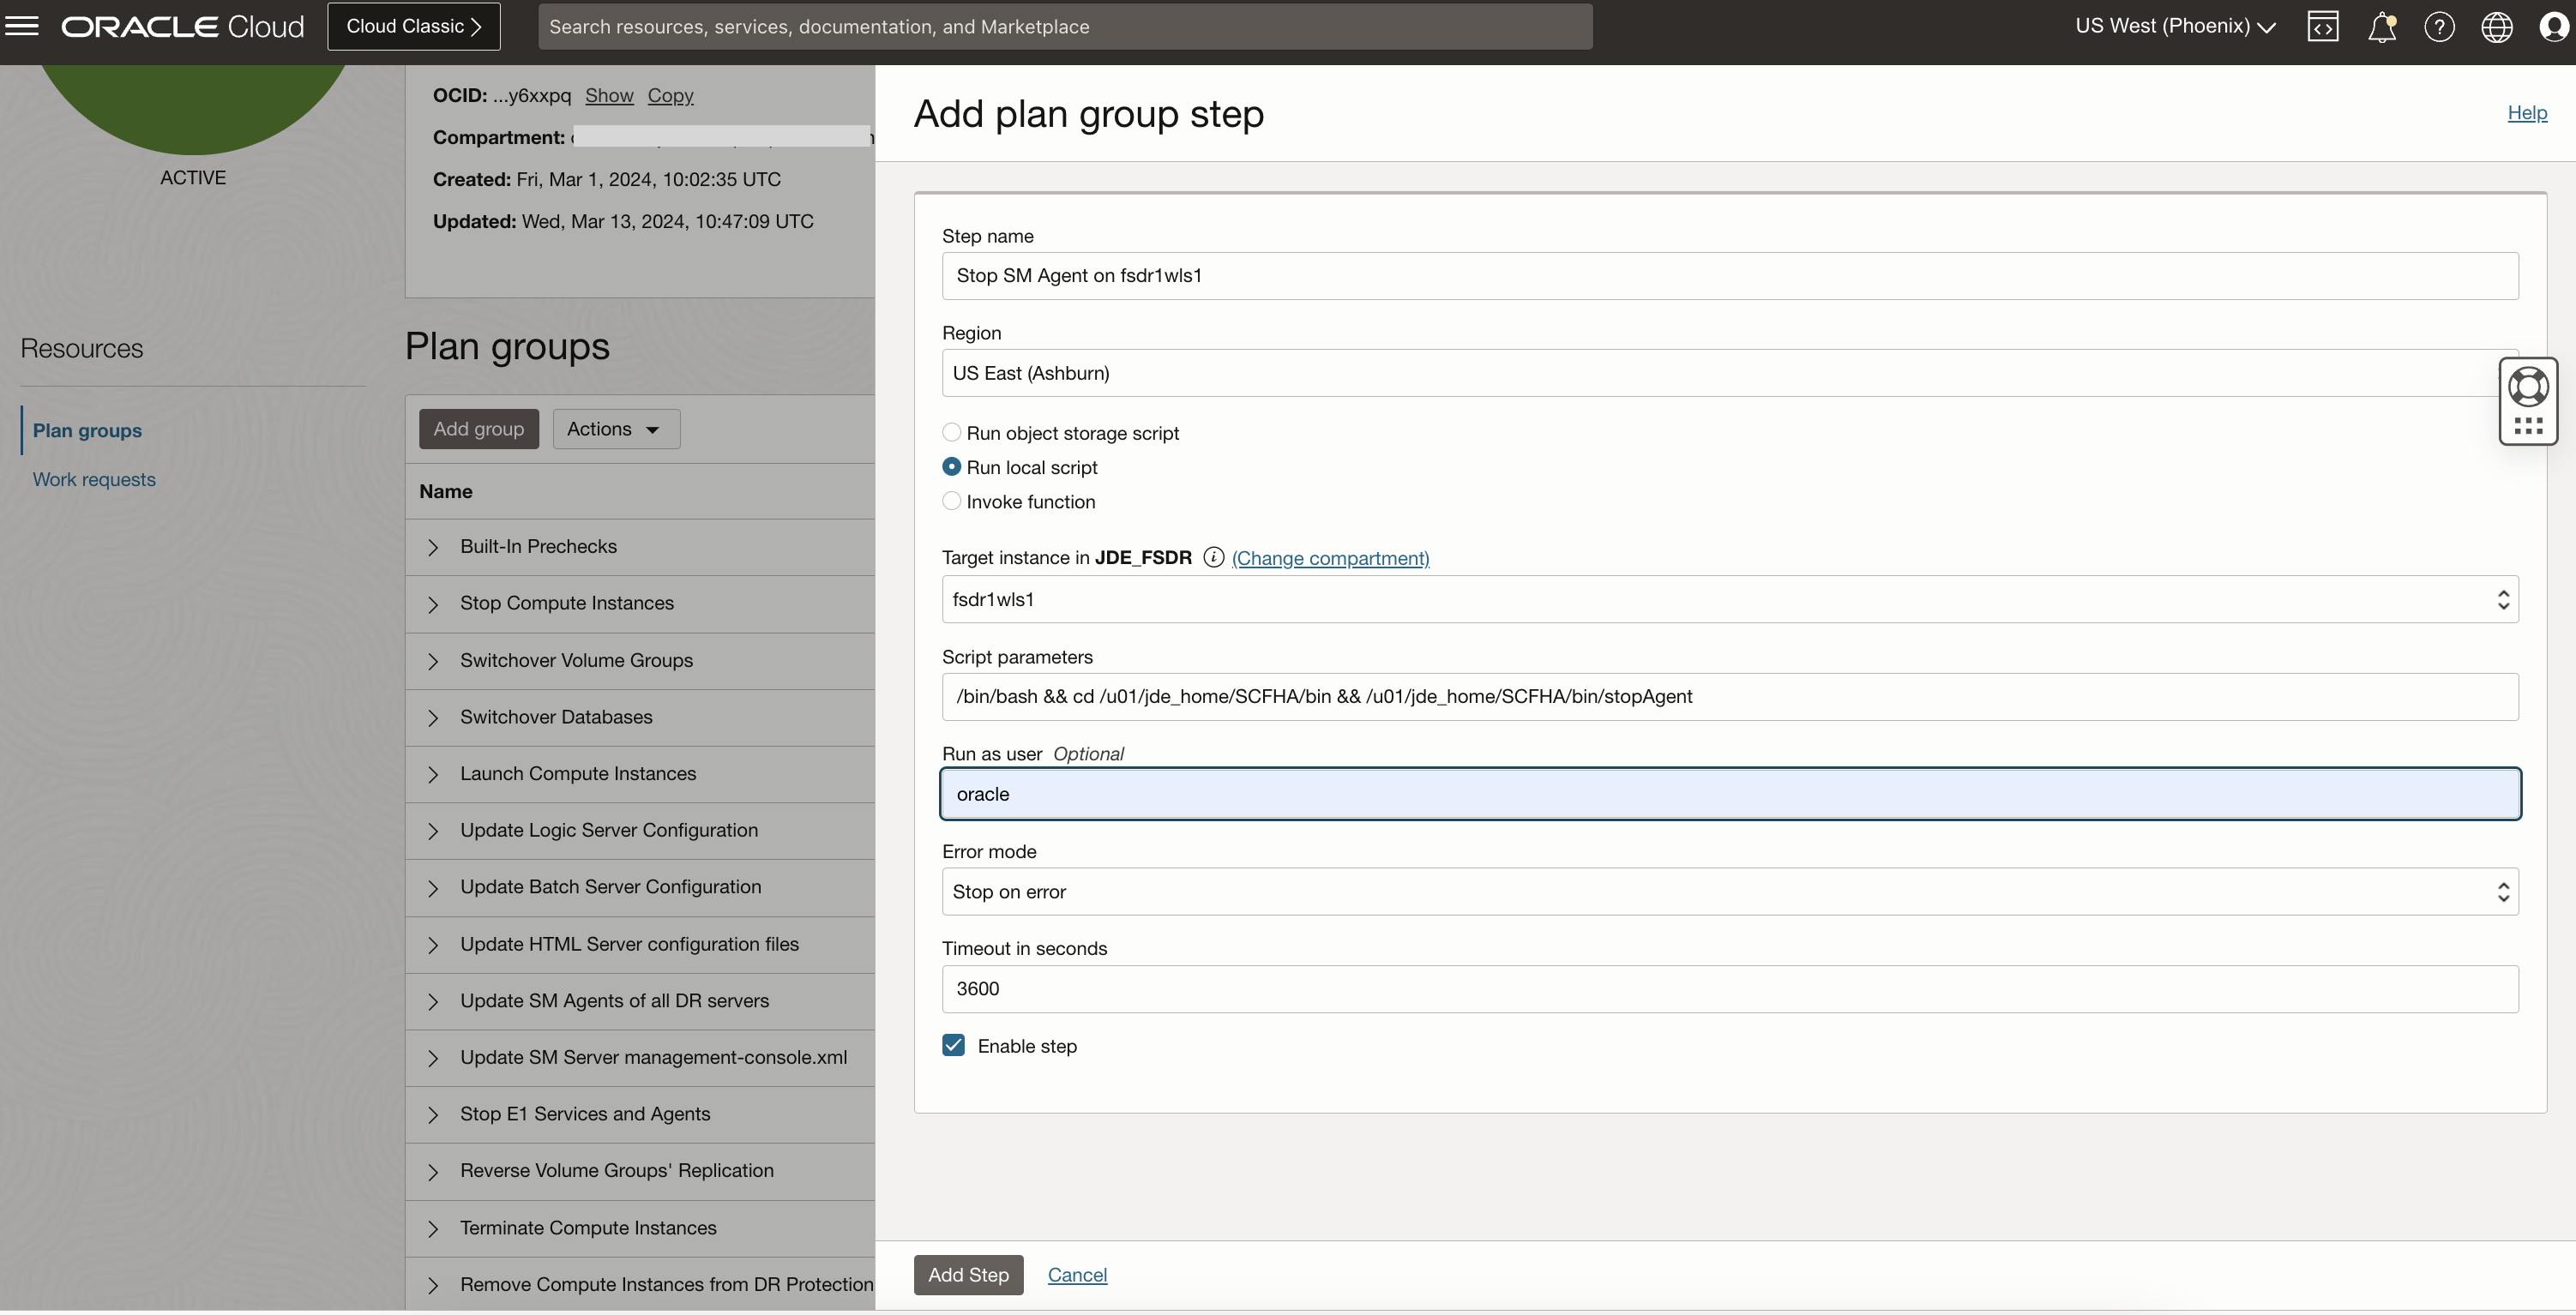 ORACLE Cloud
Cloud Classic
Search resources, services, documentation, and Marketplace
US West (Phoenix)
ACTIVE
OCID: ...y6xxpq Show Copy
Compartment:
Created: Fri, Mar 1, 2024, 10:02:35 UTC
Updated: Wed, Mar 13, 2024, 10:47:09 UTC
Resources
Plan groups
Work requests
Plan groups
Add group
Actions
Name
Built-In Prechecks
Stop Compute Instances
Switchover Volume Groups
Switchover Databases
Launch Compute Instances
Update Logic Server Configuration
Update Batch Server Configuration
Update HTML Server configuration files
Update SM Agents of all DR servers
Update SM Server management-console.xml
Stop E1 Services and Agents
Reverse Volume Groups' Replication
Terminate Compute Instances
Remove Compute Instances from DR Protection
Add plan group step
Help
Step name
Stop SM Agent on fsdr1wls1
Region
US East (Ashburn)
Run object storage script
Run local script
Invoke function
Target instance in JDE_FSDR (Change compartment)
fsdr1wls1
Script parameters
/bin/bash && cd /u01/jde_home/SCFHA/bin && /u01/jde_home/SCFHA/bin/stopAgent
Run as user Optional
oracle
Error mode
Stop on error
Timeout in seconds
3600
Enable step
Add Step
Cancel